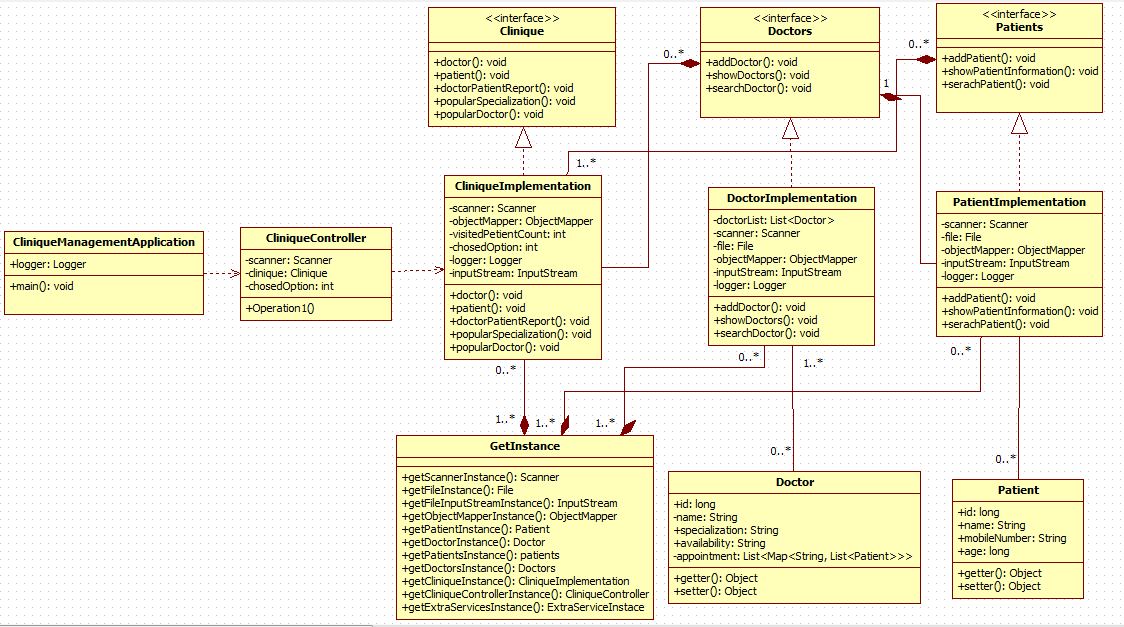 <<interface>>
Clinique
+doctor(): void
+patient(): void
+doctorPatientReport(): void
+popularSpecialization(): void
+popularDoctor(): void
<<interface>>
Doctors
+addDoctor(): void
+showDoctors(): void
+searchDoctor(): void
<<interface>>
Patients
+addPatient(): void
+showPatientInformation(): void
+serachPatient(): void
0..*
0..*
1
1..*
CliniqueManagementApplication
+logger: Logger
+main(): void
CliniqueController
-scanner: Scanner
-clinique: Clinique
-chosedOption: int
+Operation1()
CliniqueImplementation
-scanner: Scanner
-objectMapper: ObjectMapper
-visitedPetientCount: int
-chosedOption: int
-logger: Logger
-inputStream: InputStream
+doctor(): void
+patient(): void
+doctorPatientReport(): void
+popularSpecialization(): void
+popularDoctor(): void
DoctorImplementation
-doctorList: List<Doctor>
-scanner: Scanner
-file: File
-objectMapper: ObjectMapper
-inputStream: InputStream
-logger: Logger
+addDoctor(): void
+showDoctors(): void
+searchDoctor(): void
PatientImplementation
-scanner: Scanner
-file: File
-objectMapper: ObjectMapper
-inputStream: InputStream
-logger: Logger
+addPatient(): void
+showPatientInformation(): void
+serachPatient(): void
0..*
0..*
1..*
0..*
1..*
1..*
1..*
0..*
0..*
GetInstance
+getScannerInstance(): Scanner
+getFileInstance(): File
+getFileInputStreamInstance(): InputStream
+getObjectMapperInstance(): ObjectMapper
+getPatientInstance(): Patient
+getDoctorInstance(): Doctor
+getPatientsInstance(): patients
+getDoctorsInstance(): Doctors
+getCliniqueInstance(): CliniqueImplementation
+getCliniqueControllerInstance(): CliniqueController
+getExtraServicesInstance(): ExtraServiceInstace
Doctor
+id: long
-name: String
+specialization: String
+availability: String
-appointment: List<Map<String, List<Patient>>>
+getter(): Object
+setter(): Object
Patient
+id: long
+name: String
+mobileNumber: String
+age: long
+getter(): Object
+setter(): Object